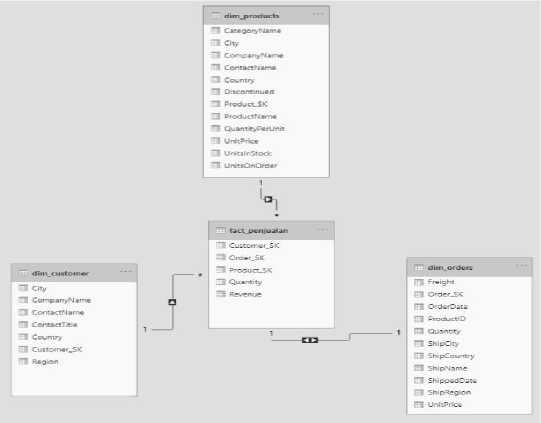 dim_products
CategoryName
City
CompanyName
ContactName
Country
Discontinued
Product_SK
ProductName
QuantityPerUnit
UnitPrice
UnitsInStock
UnitsOnOrder
1
*
fact_penjualan
Customer_SK
Order_SK
Product_SK
Quantity
Revenue
dim_customer
City
CompanyName
ContactName
ContactTitle
Country
Customer_SK
Region
1
*
1
1
dim_orders
Freight
Order_SK
OrderDate
ProductID
Quantity
ShipCity
ShipCountry
ShipName
ShippedDate
ShipRegion
UnitPrice